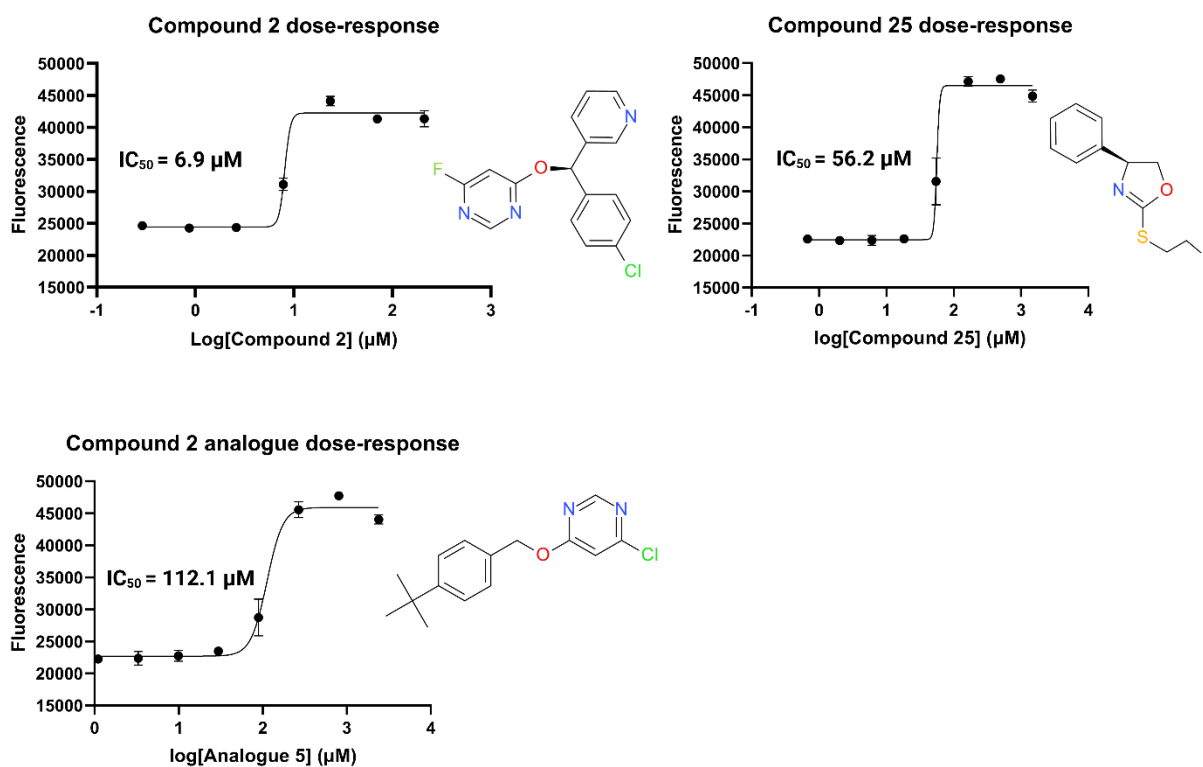 Compound 2 dose-response
50000
45000
40000
35000
30000
25000
20000
15000
Fluorescence
IC50 = 6.9 µM
-1 0 1 2 3
Log[Compound 2] (µM)
N
O
F
N N
Cl
Compound 25 dose-response
50000
45000
40000
35000
30000
25000
20000
15000
Fluorescence
IC50 = 56.2 µM
-1 0 1 2 3 4
log[Compound 25] (µM)
N O
S
Compound 2 analogue dose-response
50000
45000
40000
35000
30000
25000
20000
15000
Fluorescence
IC50 = 112.1 µM
0 1 2 3 4
log[Analogue 5] (µM)
N N
O Cl